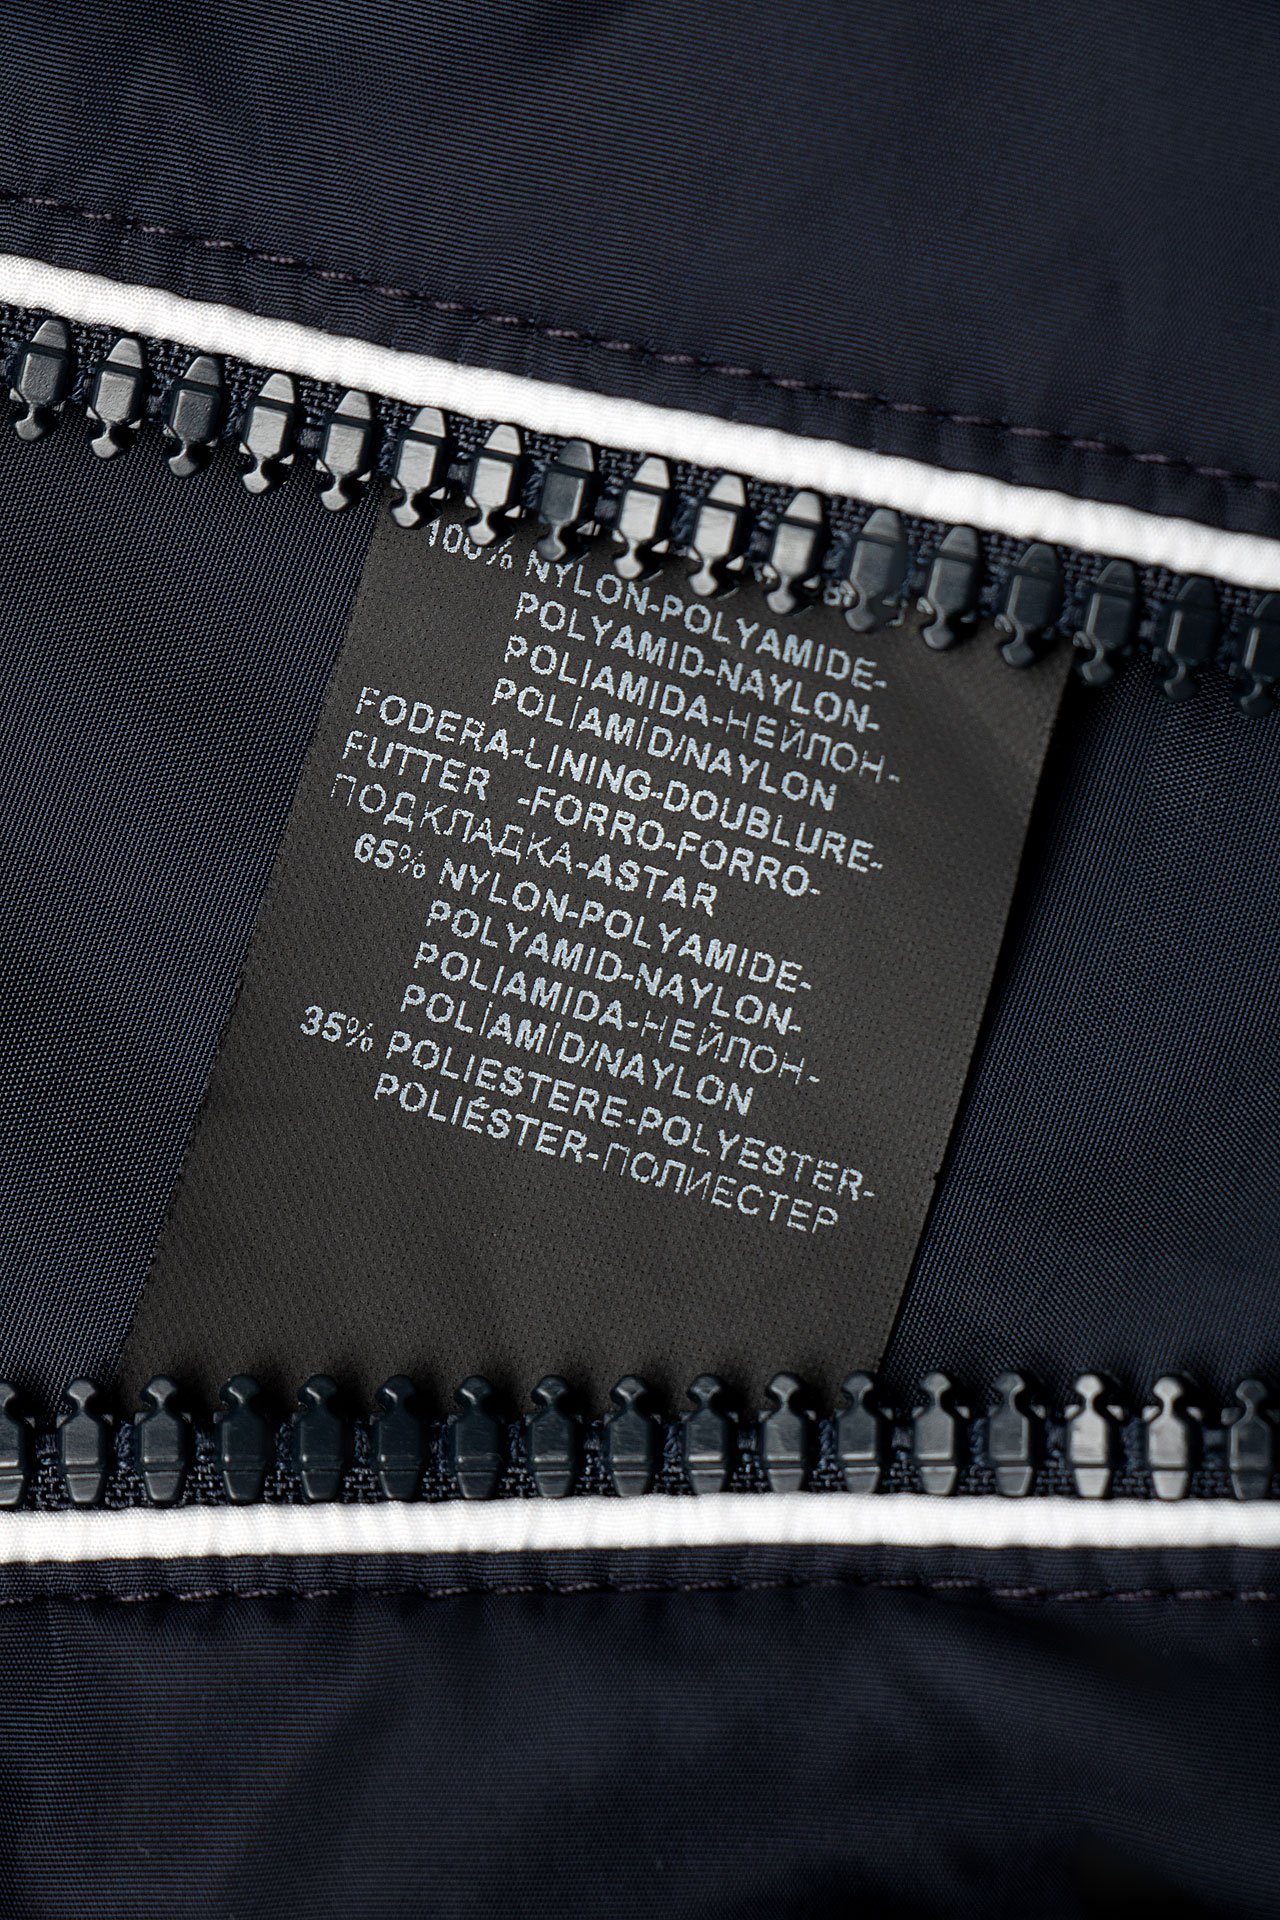 100% NYLON-POLYAMIDE-
POLYAMID-NAYLON-
POLIAMIDA-НЕЙЛОН-
POLİAMİD/NAYLON
FODERA-LINING-DOUBLURE-
FUTTER -FORRO-FORRO-
ПОДКЛАДКА-ASTAR
65% NYLON-POLYAMIDE-
POLYAMID-NAYLON-
POLIAMIDA-НЕЙЛОН-
POLİAMİD/NAYLON
35% POLIESTERE-POLYESTER-
POLIÉSTER-ПОЛИЕСТЕР